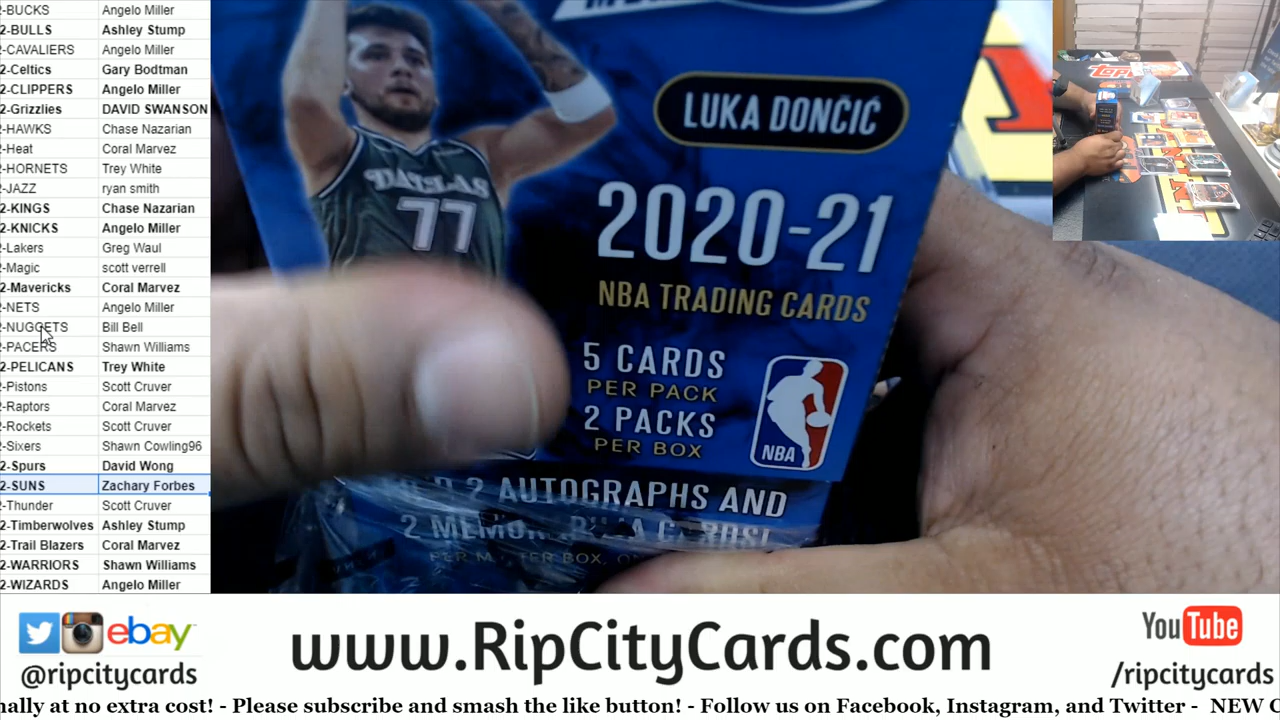 2-BUCKS Angelo Miller
2-BULLS Ashley Stump
2-CAVALIERS Angelo Miller
2-Celtics Gary Bodtman
2-CLIPPERS Angelo Miller
2-Grizzlies DAVID SWANSON
2-HAWKS Chase Nazarian
2-Heat Coral Marvez
2-HORNETS Trey White
2-JAZZ ryan smith
2-KINGS Chase Nazarian
2-KNICKS Angelo Miller
2-Lakers Greg Waul
2-Magic scott verrell
2-Mavericks Coral Marvez
2-NETS Angelo Miller
2-NUGGETS Bill Bell
2-PACERS Shawn Williams
2-PELICANS Trey White
2-Pistons Scott Cruver
2-Raptors Coral Marvez
2-Rockets Scott Cruver
2-Sixers Shawn Cowling96
2-Spurs David Wong
2-SUNS Zachary Forbes
2-Thunder Scott Cruver
2-Timberwolves Ashley Stump
2-Trail Blazers Coral Marvez
2-WARRIORS Shawn Williams
2-WIZARDS Angelo Miller
DALLAS
77
LUKA DONČIĆ
2020-21
NBA TRADING CARDS
5 CARDS
PER PACK
2 PACKS
PER BOX
NBA
2 AUTOGRAPHS AND
2
BOX,
TOPPS
ebay
@ripcitycards
www.RipCityCards.com
YouTube
/ripcitycards
nally at no extra cost! - Please subscribe and smash the like button! - Follow us on Facebook, Instagram, and Twitter - NEW